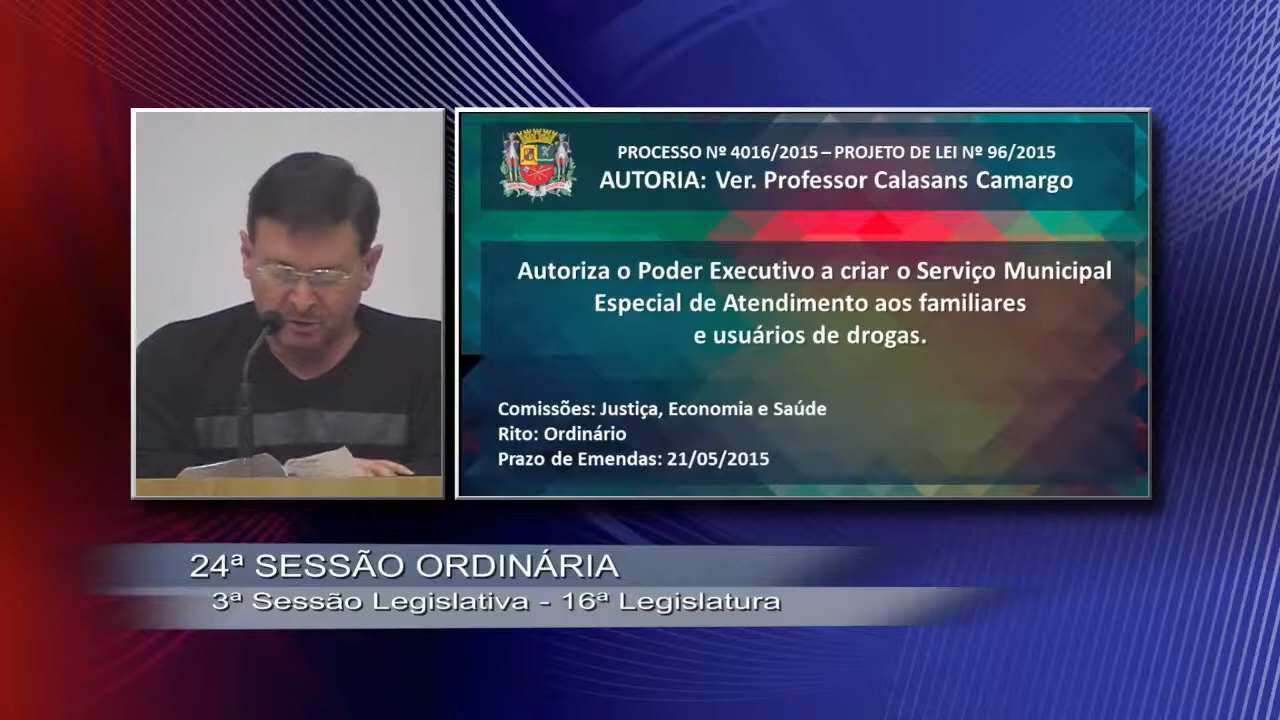 PROCESSO Nº 4016/2015 – PROJETO DE LEI Nº 96/2015
AUTORIA: Ver. Professor Calasans Camargo
Autoriza o Poder Executivo a criar o Serviço Municipal
Especial de Atendimento aos familiares
e usuários de drogas.
Comissões: Justiça, Economia e Saúde
Rito: Ordinário
Prazo de Emendas: 21/05/2015
24ª SESSÃO ORDINÁRIA
3ª Sessão Legislativa - 16ª Legislatura